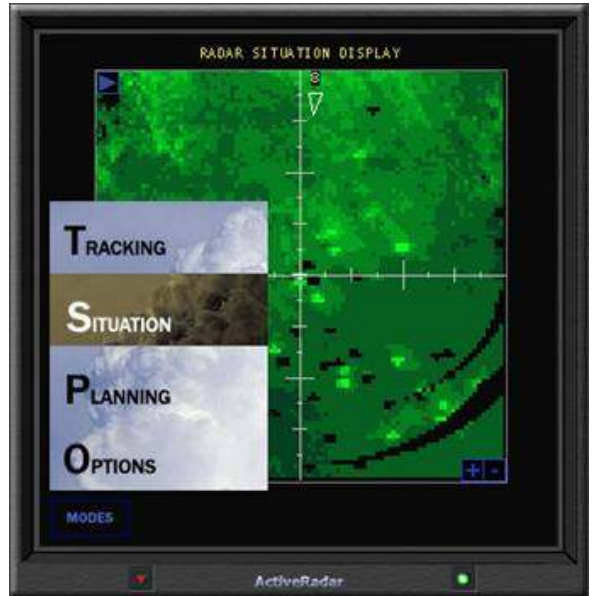 RADAR SITUATION DISPLAY
8
TRACKING
SITUATION
PLANNING
OPTIONS
+ -
MODES
ActiveRadar